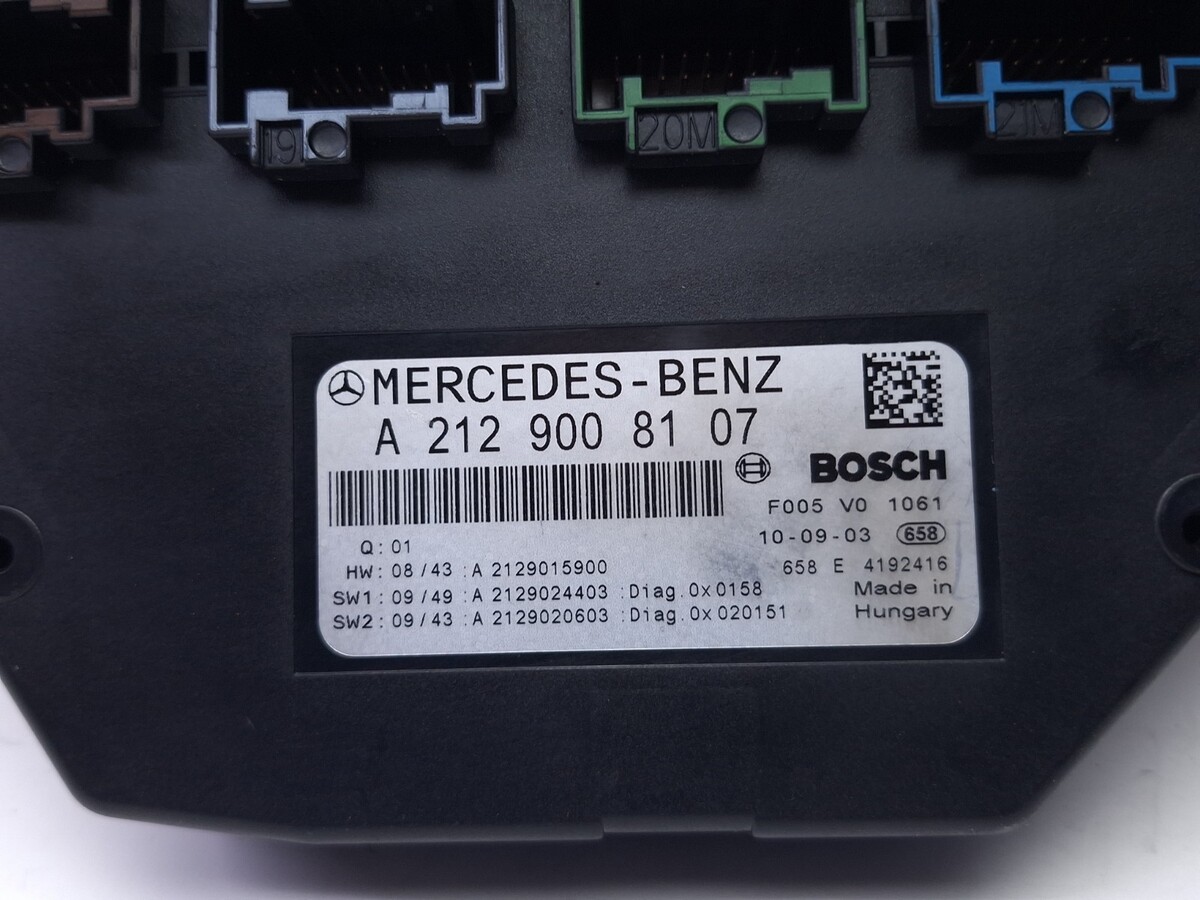 19
20M
21M
MERCEDES-BENZ
A 212 900 81 07
BOSCH
F005 V0 1061
10-09-03 658
Q: 01
HW: 08/43 :A 2129015900
658 E 4192416
SW1: 09/49 :A 2129024403 :Diag.0x0158
Made in
SW2: 09/43 :A 2129020603 :Diag.0x020151
Hungary